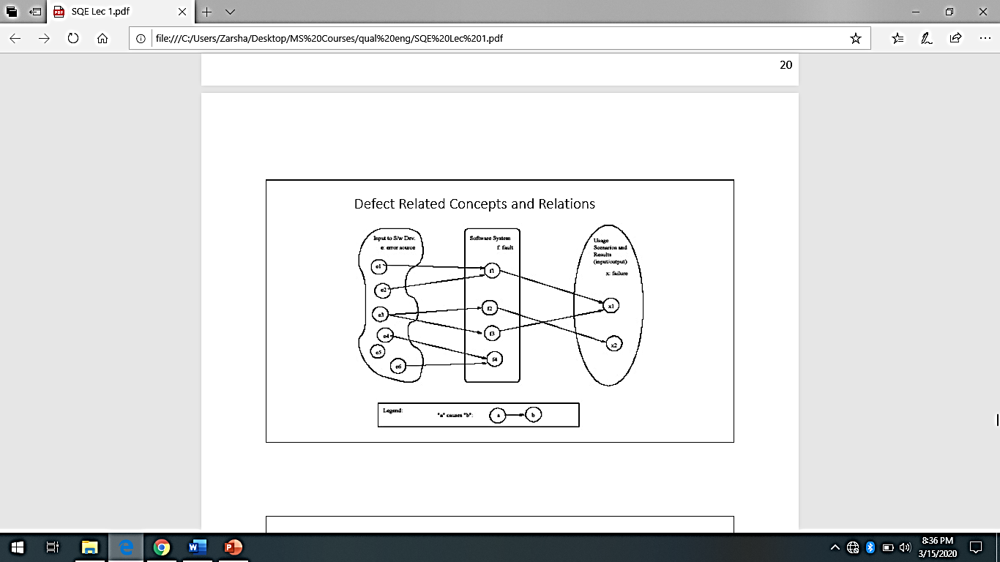 SQE Lec 1.pdf
file:///C:/Users/Zarsha/Desktop/MS%20Courses/qual%20eng/SQE%20Lec%201.pdf
20
Defect Related Concepts and Relations
Input to S/w Dev.
e: error source
e1
e2
e3
e4
e5
e6
Software System
f: fault
f1
f2
f3
f4
Usage
Scenarios and
Results
(input/output)
x: failure
x1
x2
Legend:
"a" causes "b":
a
b
8:36 PM
3/15/2020